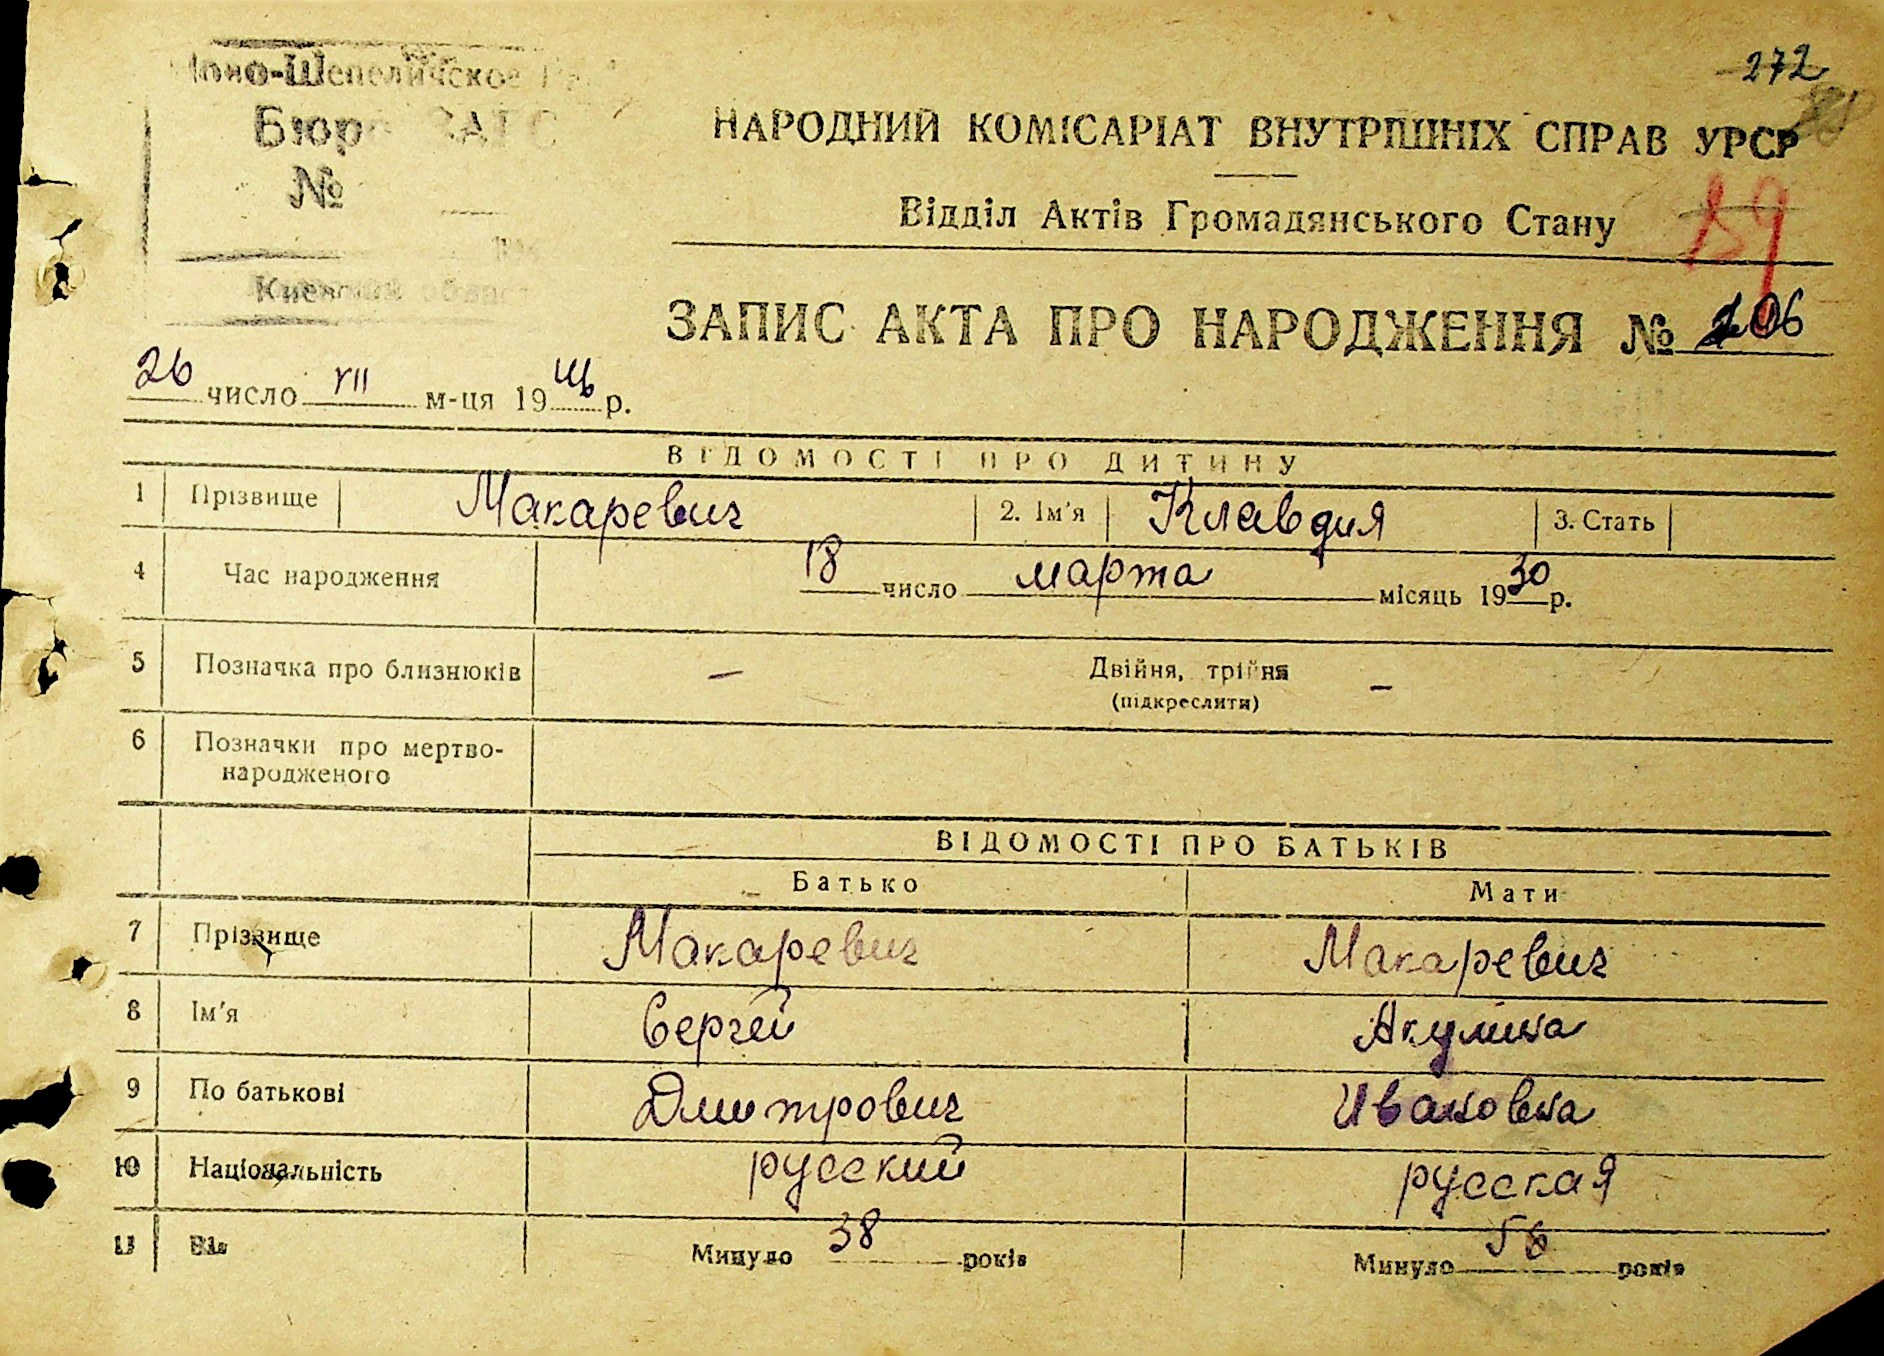 272
Шепеличское
Бюро ЗАГС
№
НАРОДНИЙ КОМІСАРІАТ ВНУТРІШНІХ СПРАВ УРСР
Відділ Актів Громадянського Стану
59
ЗАПИС АКТА ПРО НАРОДЖЕННЯ № 106
26 число VII м-ця 1946 р.
ВІДОМОСТІ ПРО ДИТИНУ
1 Прізвище Макаревич 2. Ім'я Клавдия 3. Стать
4 Час народження 18 число марта місяць 1930 р.
5 Позначка про близнюків – Двійня, трійня –
(підкреслити)
6 Позначки про мертво-
народженого
ВІДОМОСТІ ПРО БАТЬКІВ
Батько Мати
7 Прізвище Макаревич Макаревич
8 Ім'я Сергей Акулина
9 По батькові Дмитрович Ивановна
10 Національність русский русская
11 Вік Минуло 38 років Минуло років